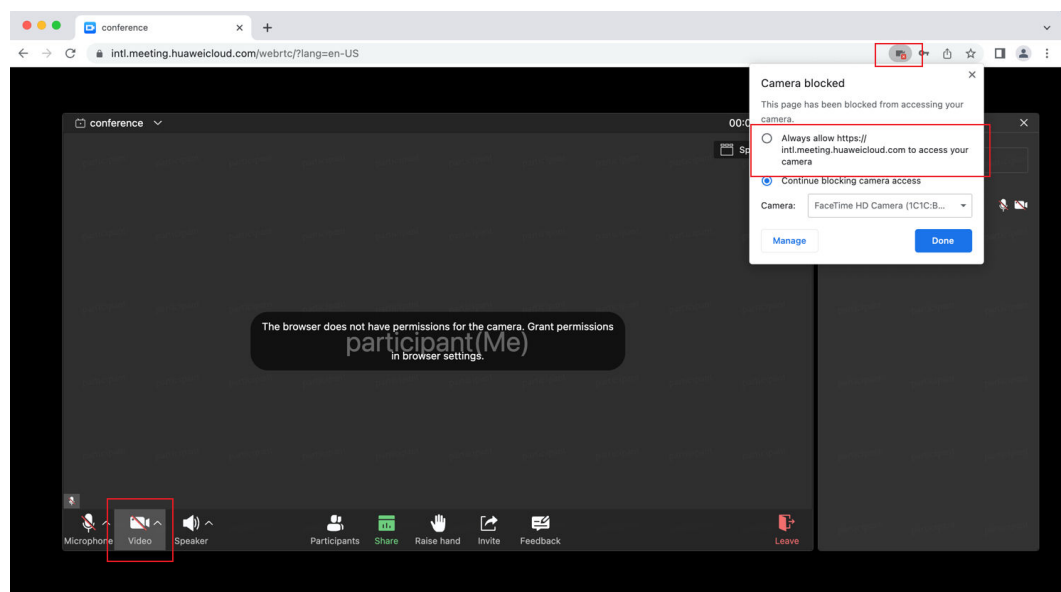 conference
intl.meeting.huaweicloud.com/webrtc/?lang=en-US
Camera blocked
This page has been blocked from accessing your
camera.
Always allow https://
intl.meeting.huaweicloud.com to access your
camera
Continue blocking camera access
Camera: FaceTime HD Camera (1C1C:B...
Manage Done
conference
00:0
Sp
The browser does not have permissions for the camera. Grant permissions
in browser settings.
participant(Me)
Microphone Video Speaker Participants Share Raise hand Invite Feedback Leave